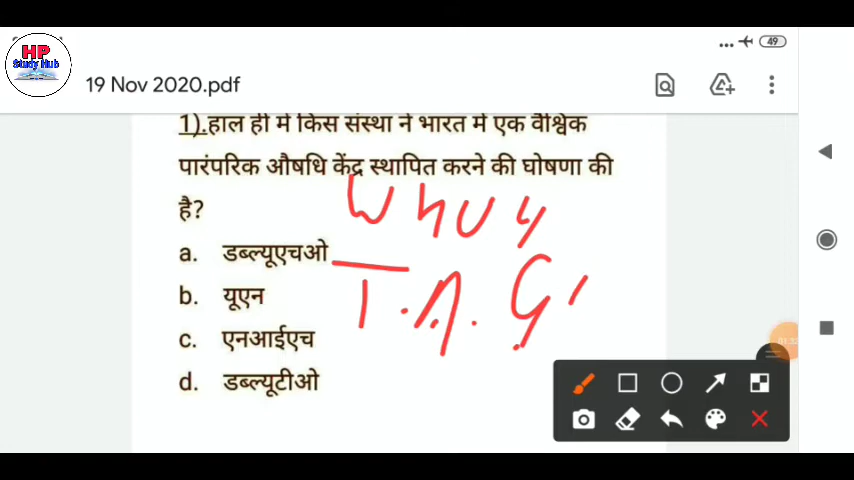 HP
Study Hub
49
19 Nov 2020.pdf
1).हाल ही में किस संस्था ने भारत में एक वैश्विक
पारंपरिक औषधि केंद्र स्थापित करने की घोषणा की
है?
a. डब्ल्यूएचओ
b. यूएन
c. एनआईएच
d. डब्ल्यूटीओ
T. A. G